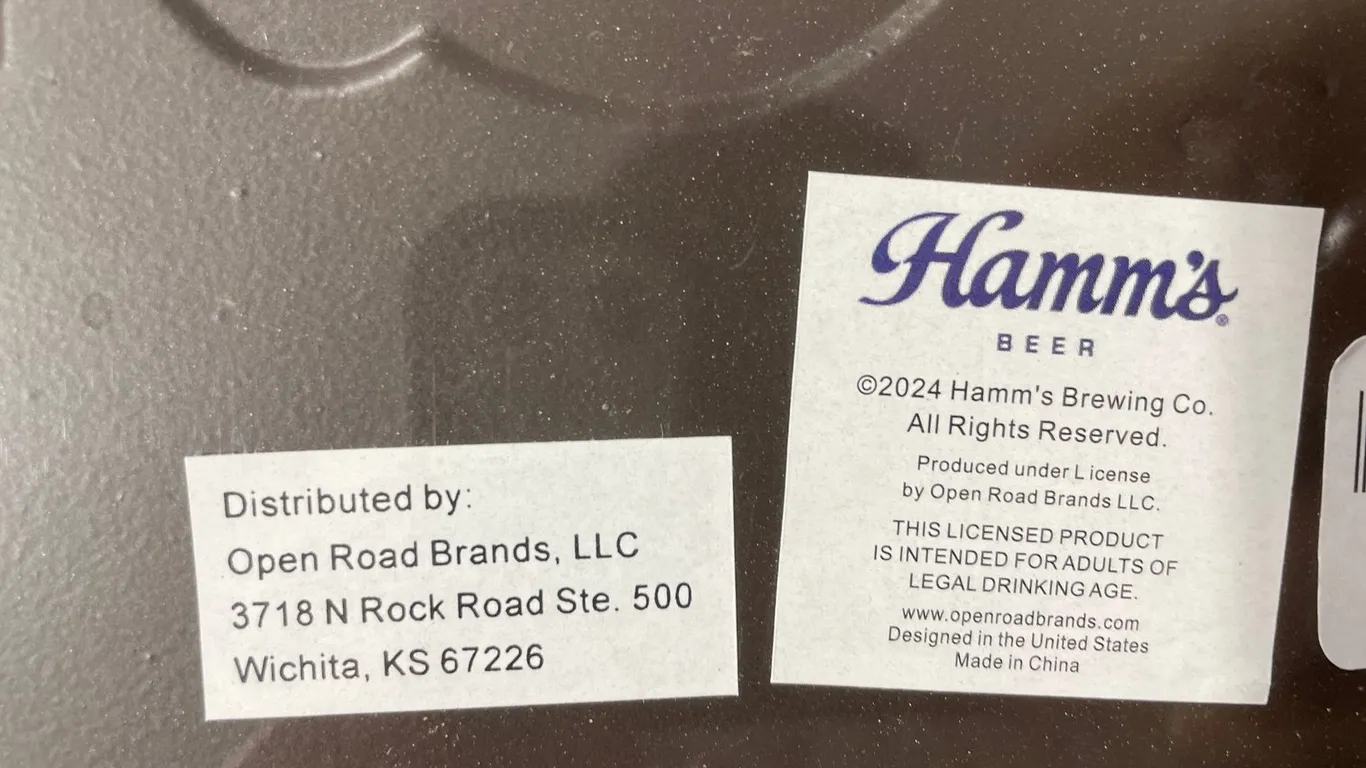 Distributed by:
Open Road Brands, LLC
3718 N Rock Road Ste. 500
Wichita, KS 67226
Hamm's®
BEER
©2024 Hamm's Brewing Co.
All Rights Reserved.
Produced under License
by Open Road Brands LLC.
THIS LICENSED PRODUCT
IS INTENDED FOR ADULTS OF
LEGAL DRINKING AGE.
www.openroadbrands.com
Designed in the United States
Made in China